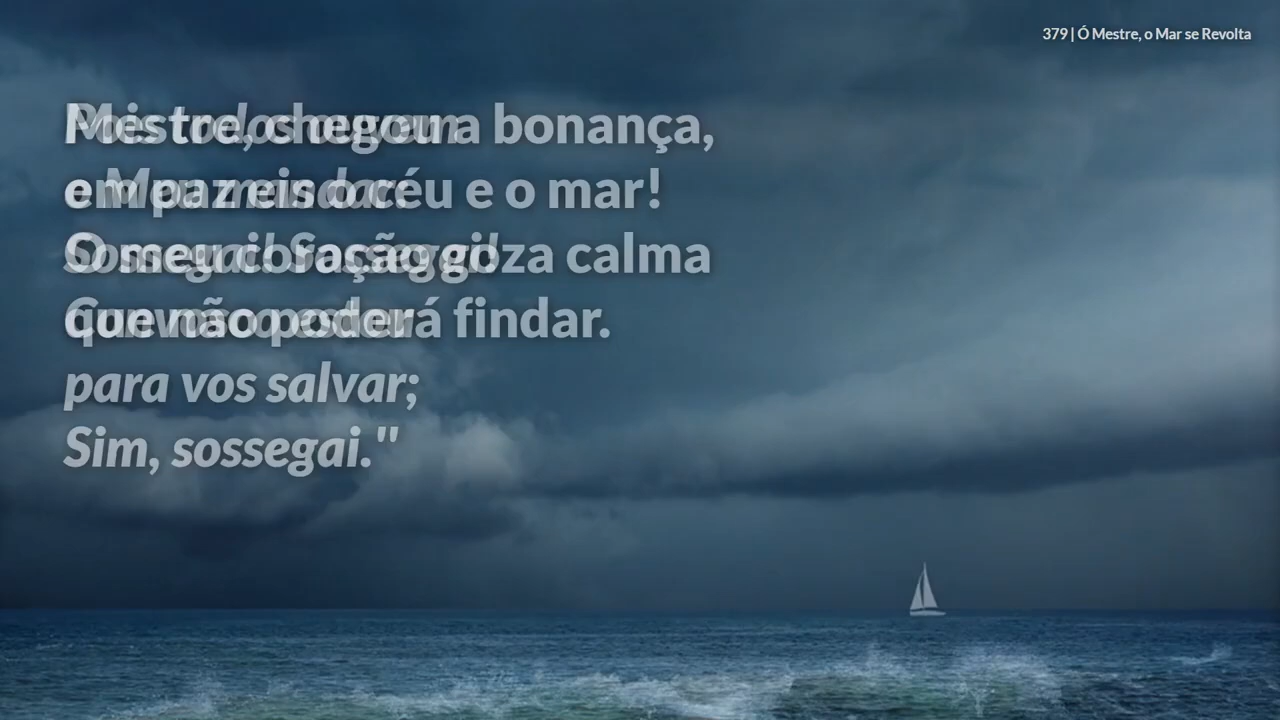 379 | Ó Mestre, o Mar se Revolta
Mestre, chegou a bonança,
em paz eis o céu e o mar!
O meu coração goza calma
Que não poderá findar.
para vos salvar;
Sim, sossegai."